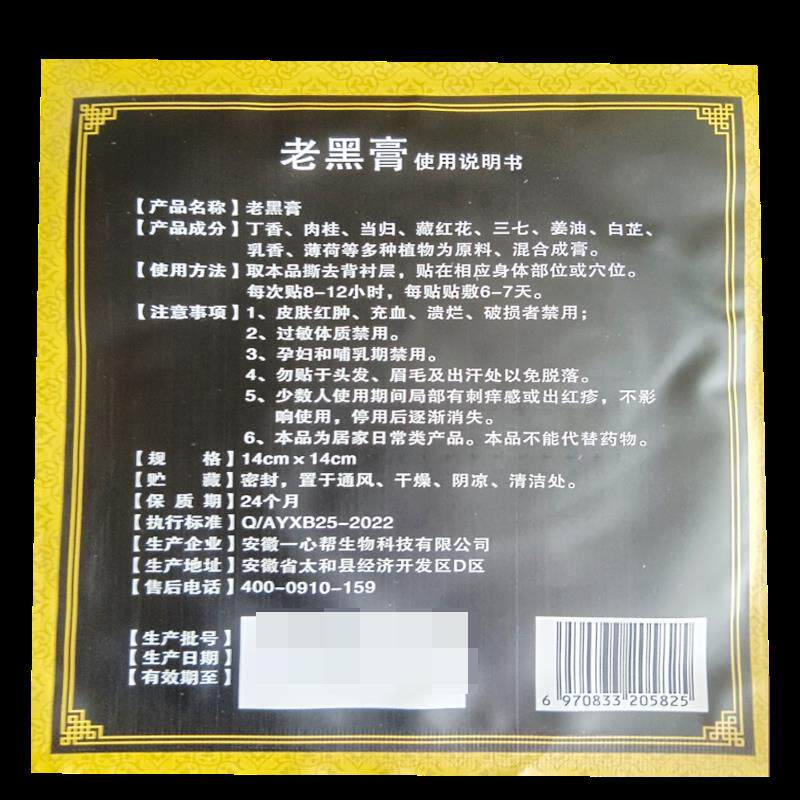 老黑膏使用说明书
【产品名称】老黑膏
【产品成分】丁香、肉桂、当归、藏红花、三七、姜油、白芷、
乳香、薄荷等多种植物为原料、混合成膏。
【使用方法】取本品撕去背衬层，贴在相应身体部位或穴位。
每次贴8-12小时，每贴贴敷6-7天。
【注意事项】1、皮肤红肿、充血、溃烂、破损者禁用；
2、过敏体质禁用。
3、孕妇和哺乳期禁用。
4、勿贴于头发、眉毛及出汗处以免脱落。
5、少数人使用期间局部有刺痒感或出红疹，不影
响使用，停用后逐渐消失。
6、本品为居家日常类产品。本品不能代替药物。
【规 格】14cm×14cm
【贮 藏】密封，置于通风、干燥、阴凉、清洁处。
【保 质 期】24个月
【执行标准】Q/AYXB25-2022
【生产企业】安徽一心帮生物科技有限公司
【生产地址】安徽省太和县经济开发区D区
【售后电话】400-0910-159
【生产批号】
【生产日期】
【有效期至】
6 970833 205825